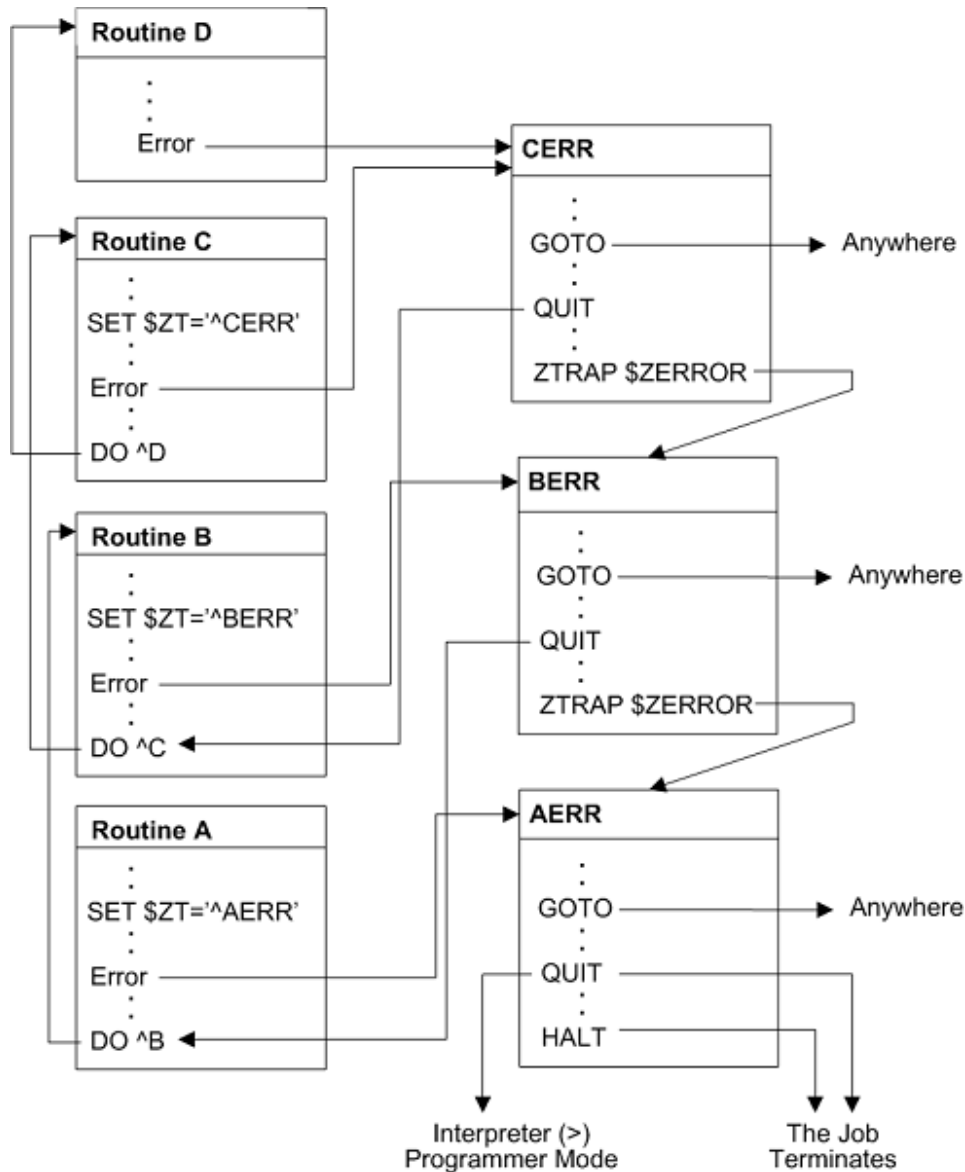 Routine D
Error
Routine C
SET $ZT='^CERR'
Error
DO ^D
Routine B
SET $ZT='^BERR'
Error
DO ^C
Routine A
SET $ZT='^AERR'
Error
DO ^B
CERR
GOTO
Anywhere
QUIT
ZTRAP $ZERROR
BERR
GOTO
Anywhere
QUIT
ZTRAP $ZERROR
AERR
GOTO
Anywhere
QUIT
HALT
Interpreter (>)
Programmer Mode
The Job
Terminates